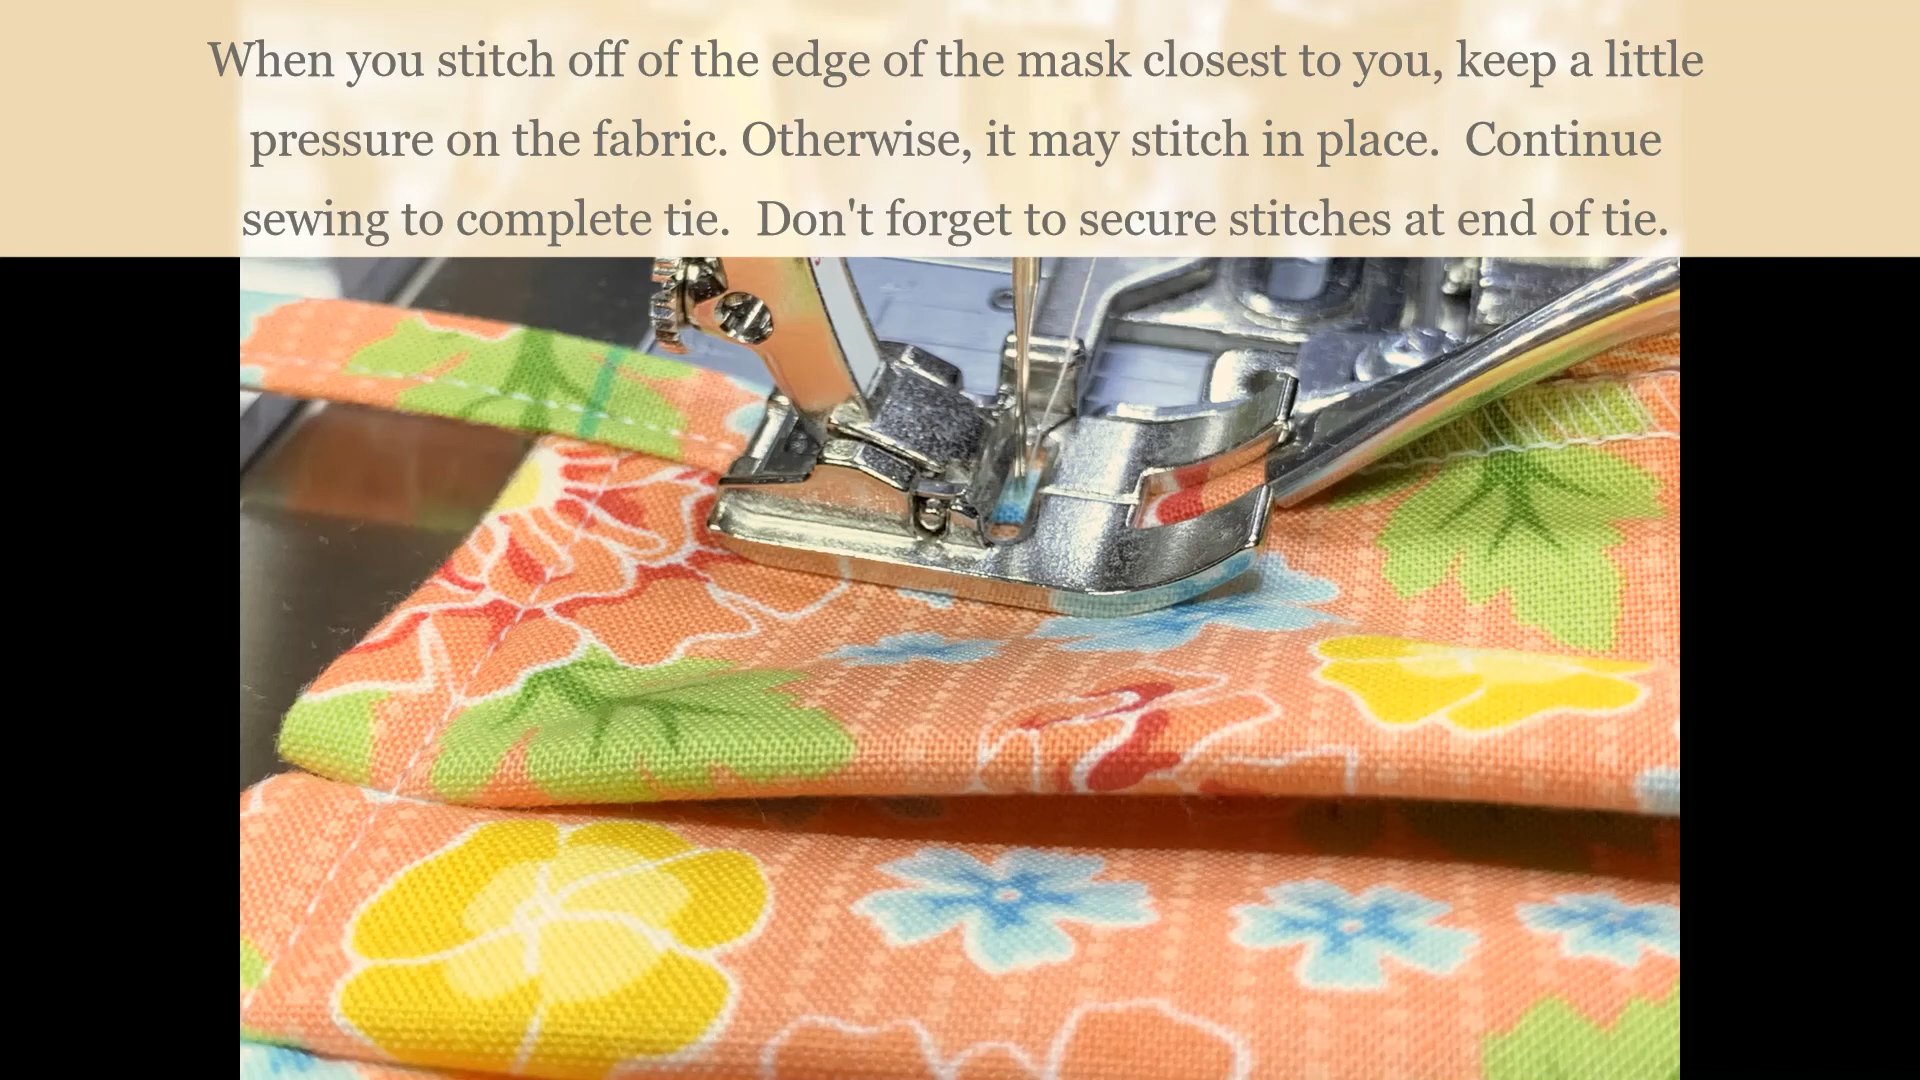 When you stitch off of the edge of the mask closest to you, keep a little
pressure on the fabric. Otherwise, it may stitch in place.  Continue
sewing to complete tie.  Don't forget to secure stitches at end of tie.